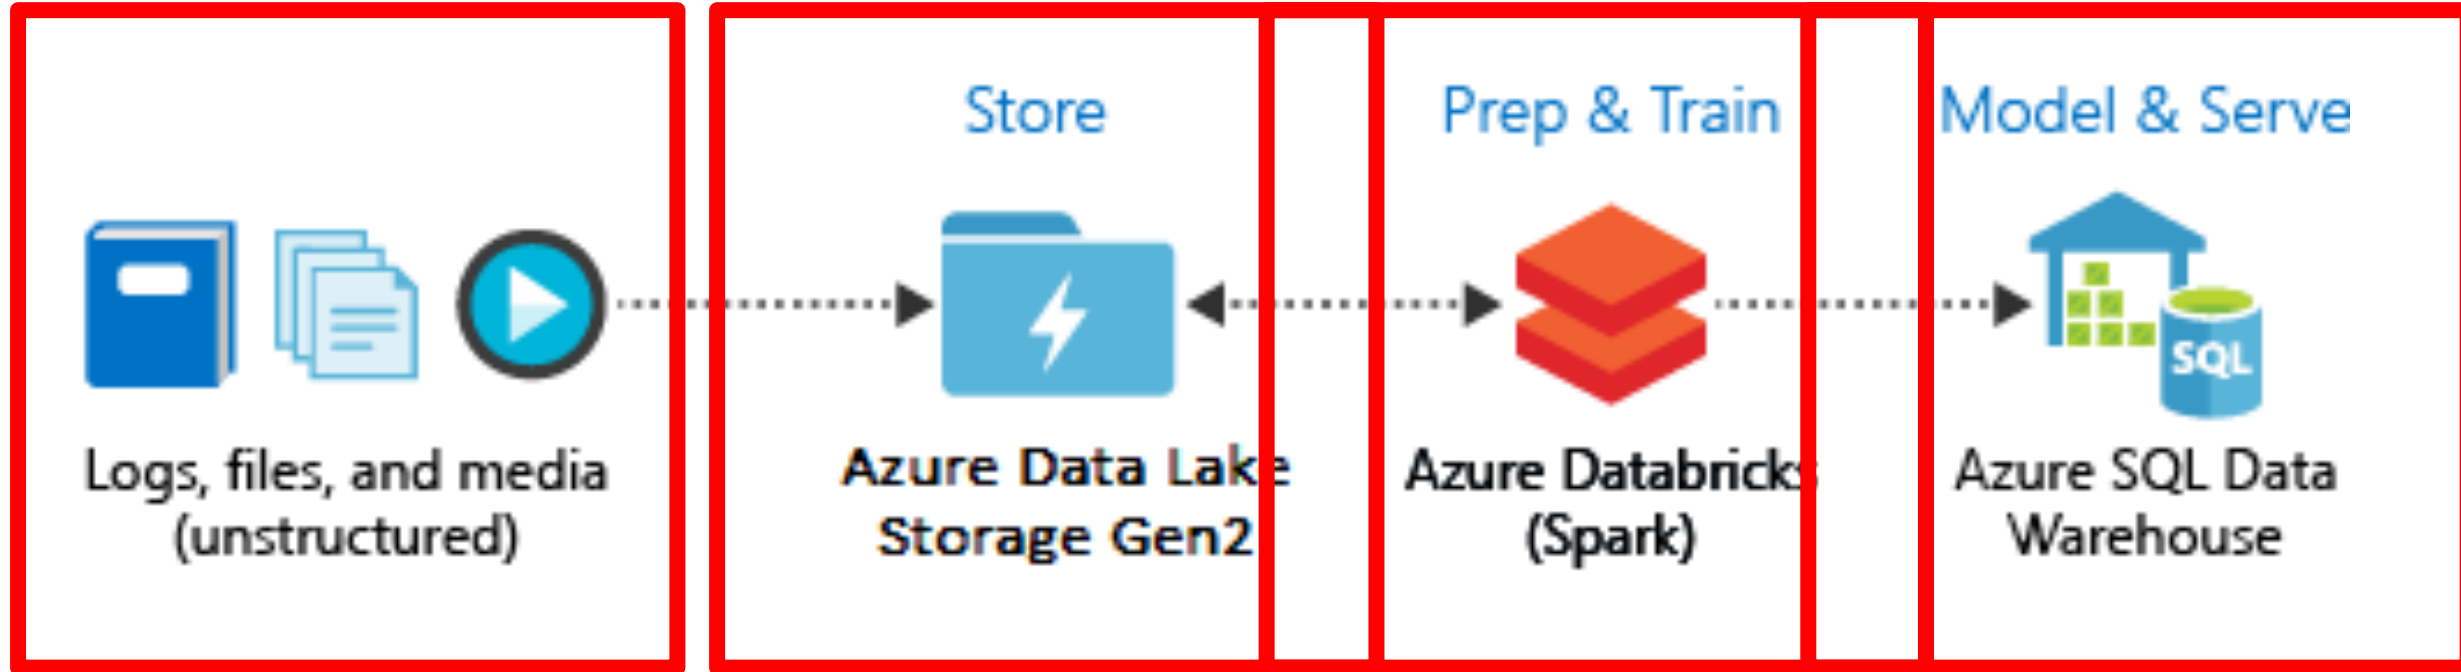 Store
Prep & Train
Model & Serve
SQL
Logs, files, and media
(unstructured)
Azure Data Lake
Storage Gen2
Azure Databricks
(Spark)
Azure SQL Data
Warehouse